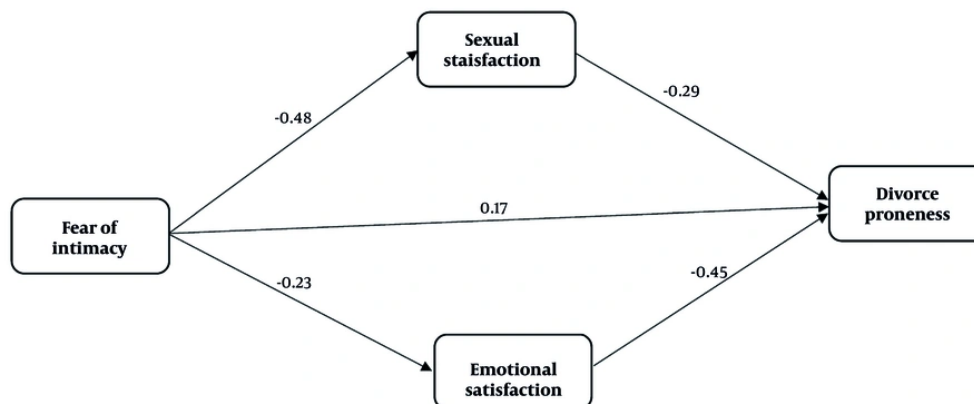 Sexual
staisfaction
-0.48
-0.29
Fear of
intimacy
0.17
Divorce
proneness
-0.23
-0.45
Emotional
satisfaction